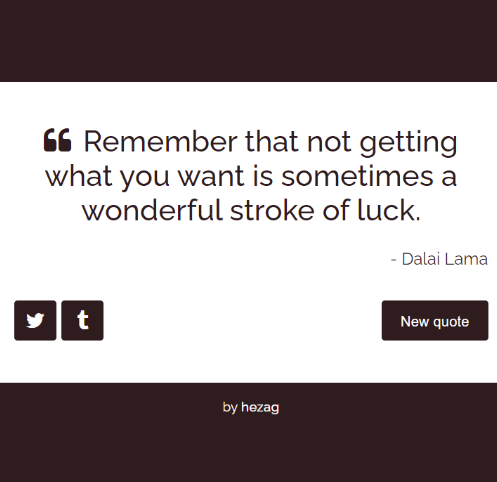 ❝ Remember that not getting
what you want is sometimes a
wonderful stroke of luck.
- Dalai Lama
t
New quote
by hezag